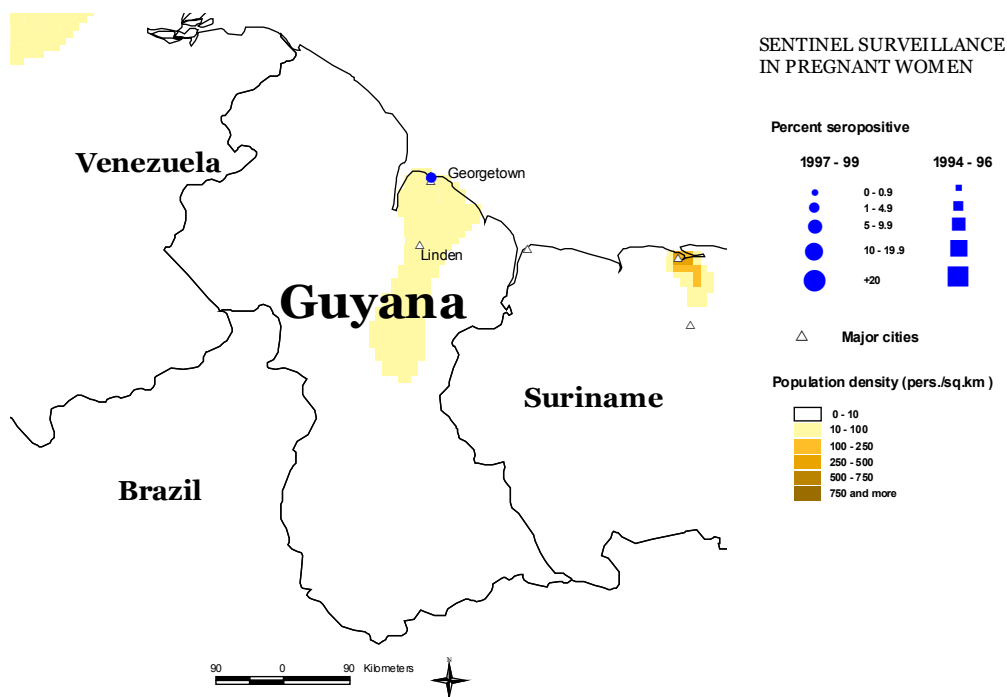 SENTINEL SURVEILLANCE
IN PREGNANT WOMEN
Percent seropositive
1997 - 99 1994 - 96
0 - 0.9
1 - 4.9
5 - 9.9
10 - 19.9
+20
Major cities
Population density (pers./sq.km )
0 - 10
10 - 100
100 - 250
250 - 500
500 - 750
750 and more
Venezuela
Georgetown
Linden
Guyana
Suriname
Brazil
90 0 90 Kilometers
N